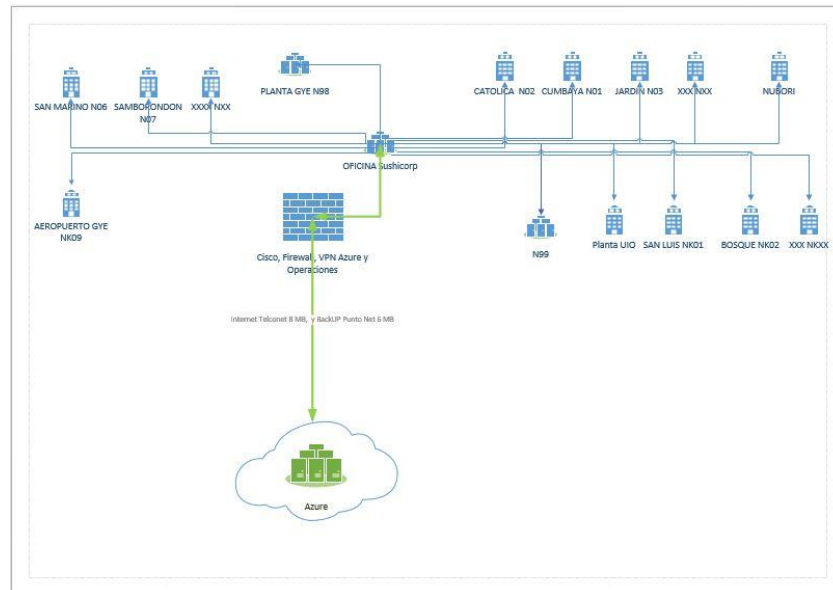 PLANTA GYE N98
SAN MARINO N06
SAMBORONDON
N07
XXXX NXX
CATOLICA N02
CUMBAYA N01
JARDIN N03
XXX NXX
NUBORI
OFICINA Sushicorp
AEROPUERTO GYE
NK09
Cisco, Firewall, VPN Azure y
Operaciones
N99
Planta UIO
SAN LUIS NK01
BOSQUE NK02
XXX NKXX
Internet Telconet 8 MB, y BackUP Punto Net 6 MB
Azure